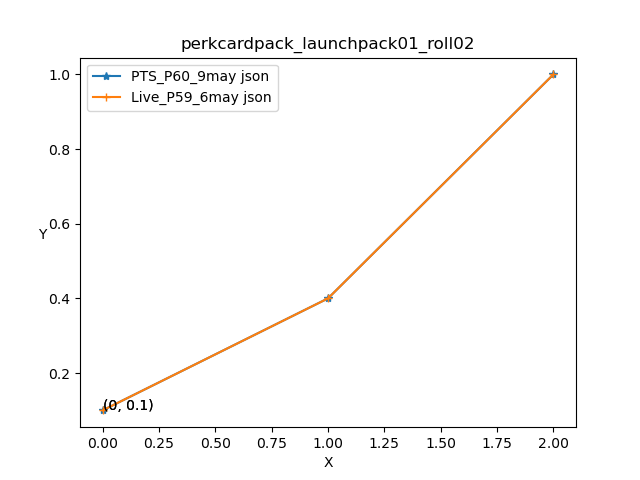 perkcardpack_launchpack01_roll02
PTS_P60_9may json
Live_P59_6may json
1.0
0.8
0.6
Y
0.4
0.2
(0, 0.1)
0.00 0.25 0.50 0.75 1.00 1.25 1.50 1.75 2.00
X